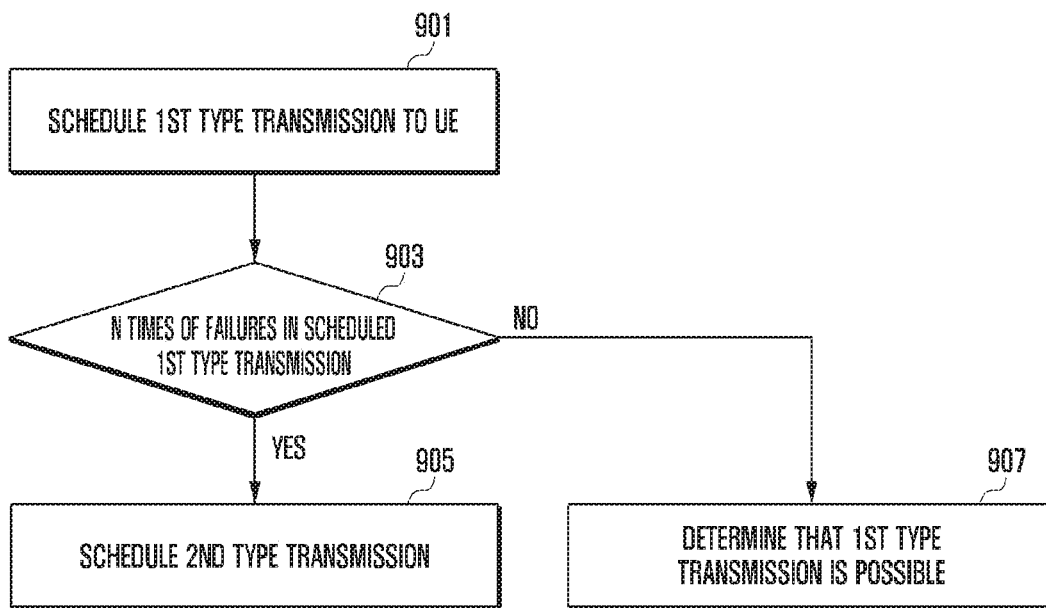 901
SCHEDULE 1ST TYPE TRANSMISSION TO UE
903
N TIMES OF FAILURES IN SCHEDULED
1ST TYPE TRANSMISSION
NO
YES
905
SCHEDULE 2ND TYPE TRANSMISSION
907
DETERMINE THAT 1ST TYPE
TRANSMISSION IS POSSIBLE